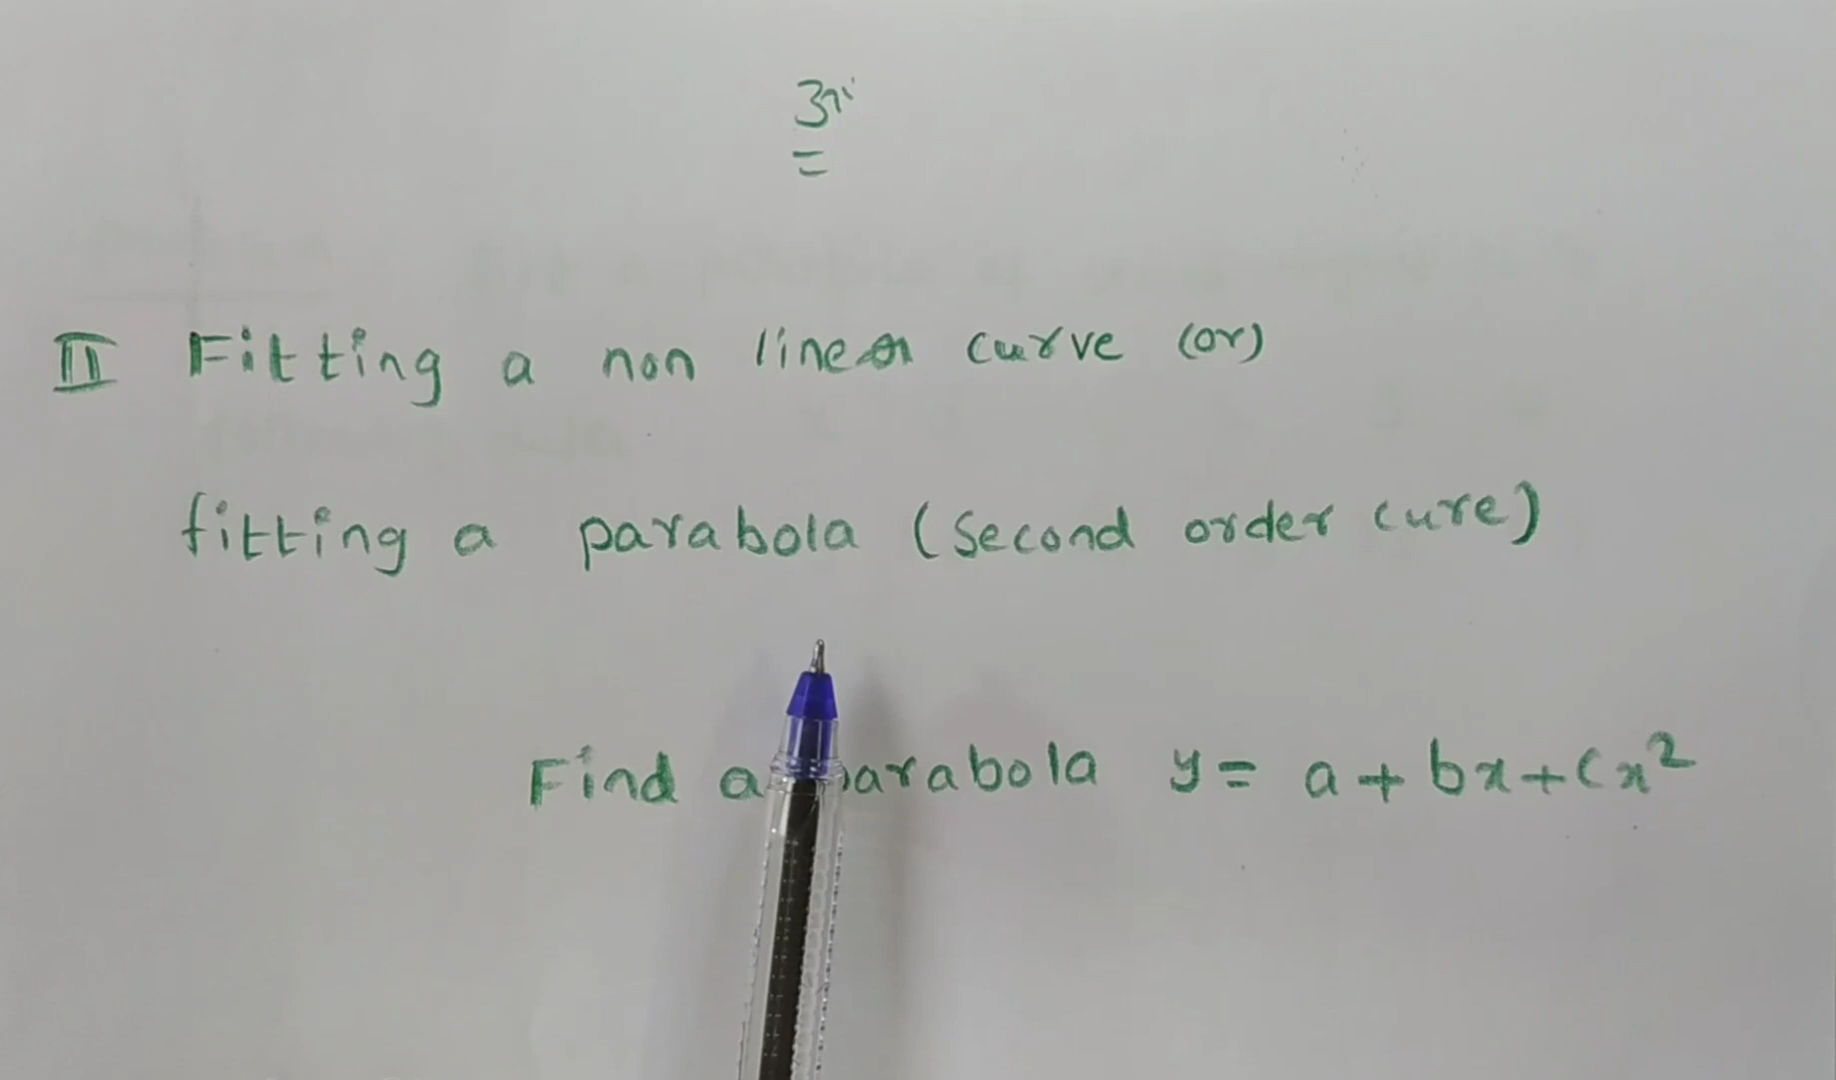 II Fitting a non linear curve (or)
fitting a parabola (Second order cure)
Find a parabola y = a + bx + cx²